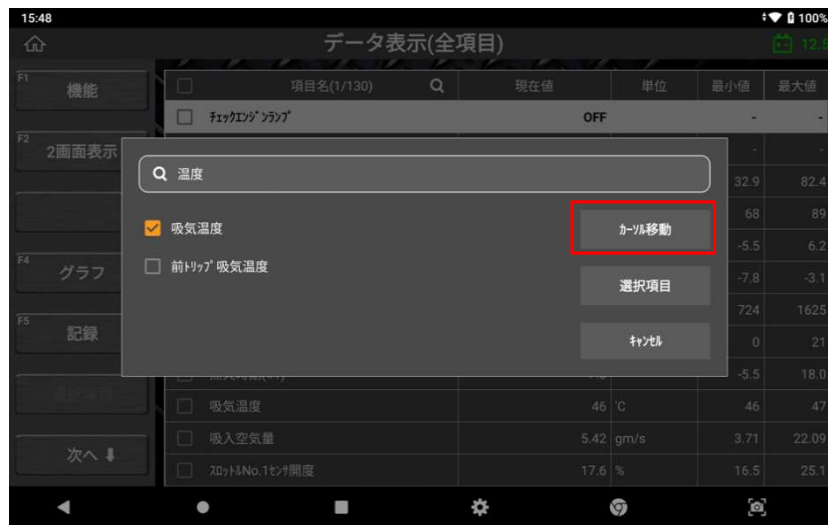 15:48 100%
データ表示(全項目) 12.5
F1 機能
項目名(1/130) 現在値 単位 最小値 最大値
ﾁｪｯｸｴﾝｼﾞﾝﾗﾝﾌﾟ OFF - -
F2 2画面表示
- -
温度
32.9 82.4
吸気温度
68 89
ｶｰｿﾙ移動
-5.5 6.2
前ﾄﾘｯﾌﾟ吸気温度
F4 グラフ
-7.8 -3.1
選択項目
724 1625
F5 記録
0 21
ｷｬﾝｾﾙ
-5.5 18.0
選択項目
吸気温度 46 ℃ 46 47
吸入空気量 5.42 gm/s 3.71 22.09
次へ⬇
ｽﾛｯﾄﾙNo.1ｾﾝｻ開度 17.6 % 16.5 25.1